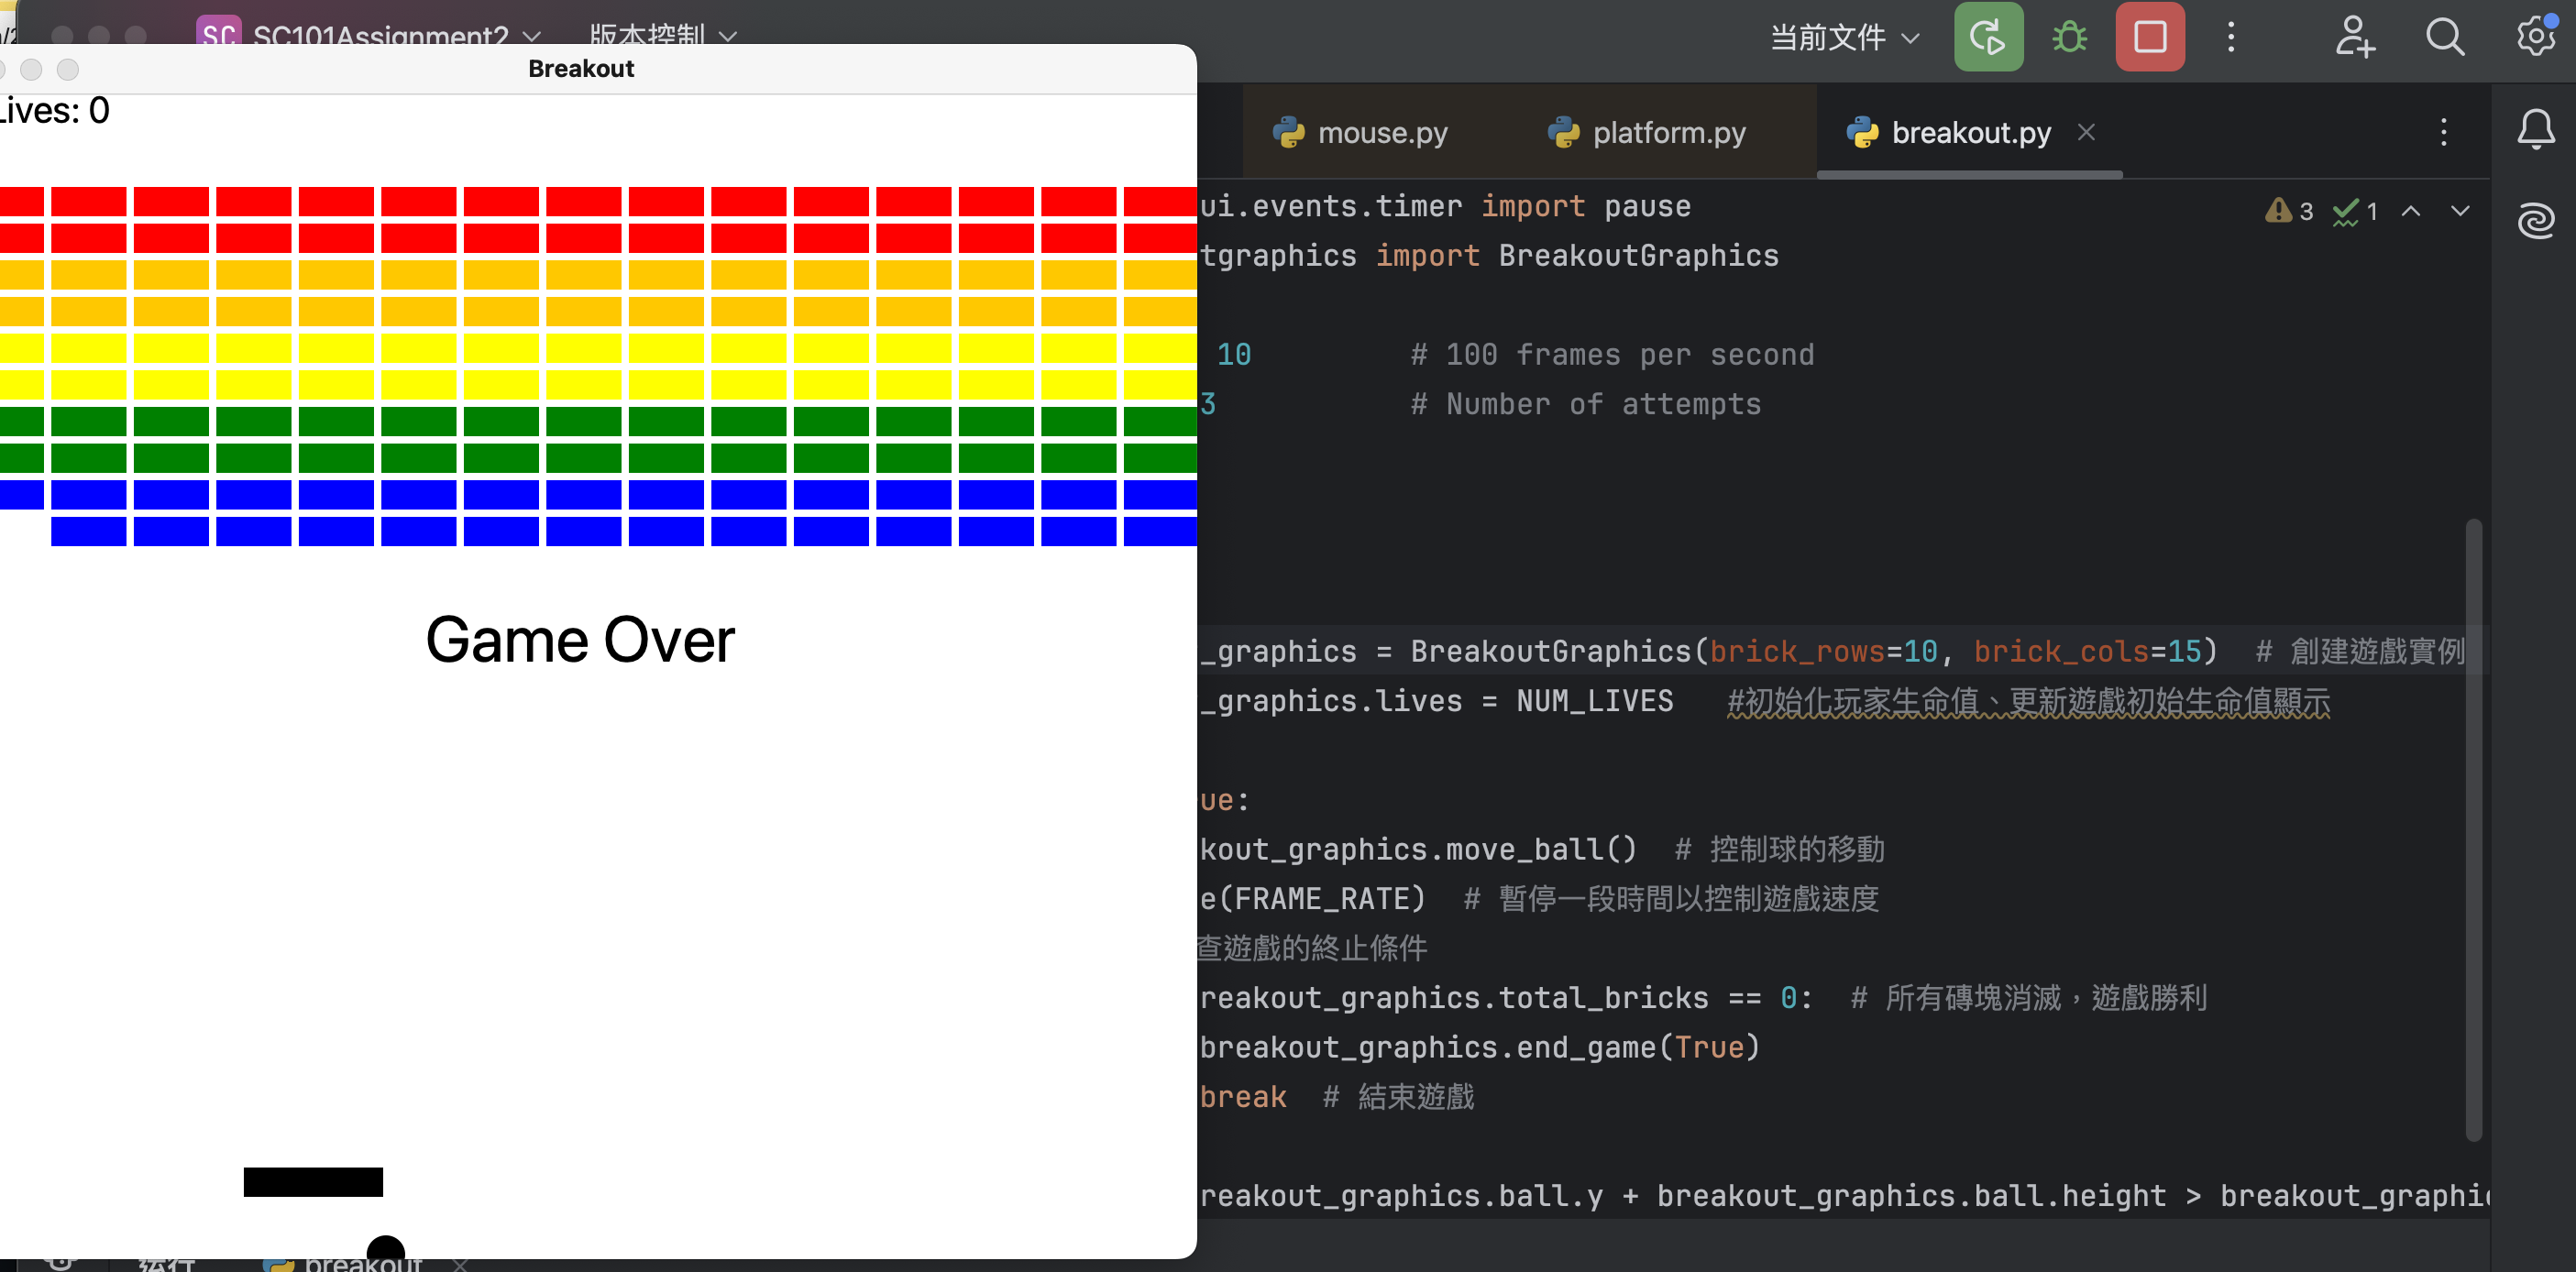 SC SC101Assignment2 版本控制
当前文件
Breakout
Lives: 0
mouse.py platform.py breakout.py
ui.events.timer import pause
3 1
tgraphics import BreakoutGraphics
10 # 100 frames per second
3 # Number of attempts
Game Over
_graphics = BreakoutGraphics(brick_rows=10, brick_cols=15) # 創建遊戲實例
_graphics.lives = NUM_LIVES #初始化玩家生命值、更新遊戲初始生命值顯示
ue:
kout_graphics.move_ball() # 控制球的移動
e(FRAME_RATE) # 暫停一段時間以控制遊戲速度
查遊戲的終止條件
reakout_graphics.total_bricks == 0: # 所有磚塊消滅，遊戲勝利
breakout_graphics.end_game(True)
break # 結束遊戲
reakout_graphics.ball.y + breakout_graphics.ball.height > breakout_graphic
运行 breakout